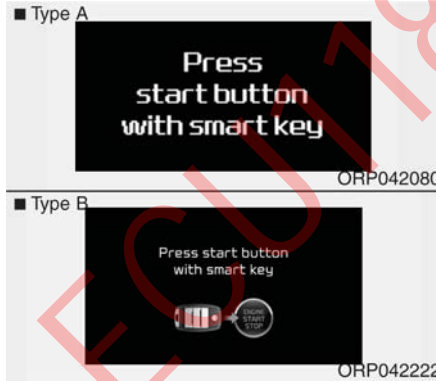 ■ Type A
Press
start button
with smart key
ORP042080
■ Type B
Press start button
with smart key
ENGINE
START
STOP
ORP042222